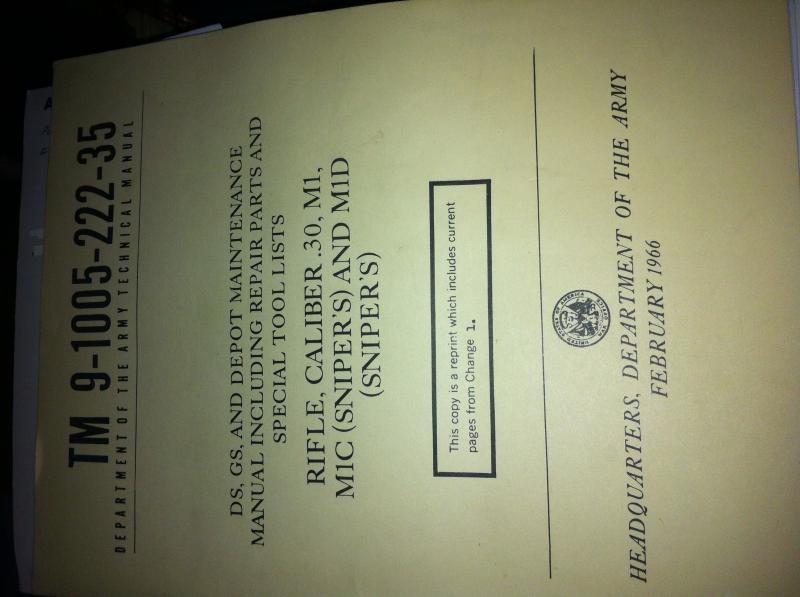 TM 9-1005-222-35
DEPARTMENT OF THE ARMY TECHNICAL MANUAL
DS, GS, AND DEPOT MAINTENANCE
MANUAL INCLUDING REPAIR PARTS AND
SPECIAL TOOL LISTS
RIFLE, CALIBER .30, M1,
M1C (SNIPER'S) AND M1D
(SNIPER'S)
This copy is a reprint which includes current
pages from Change 1.
HEADQUARTERS, DEPARTMENT OF THE ARMY
FEBRUARY 1966